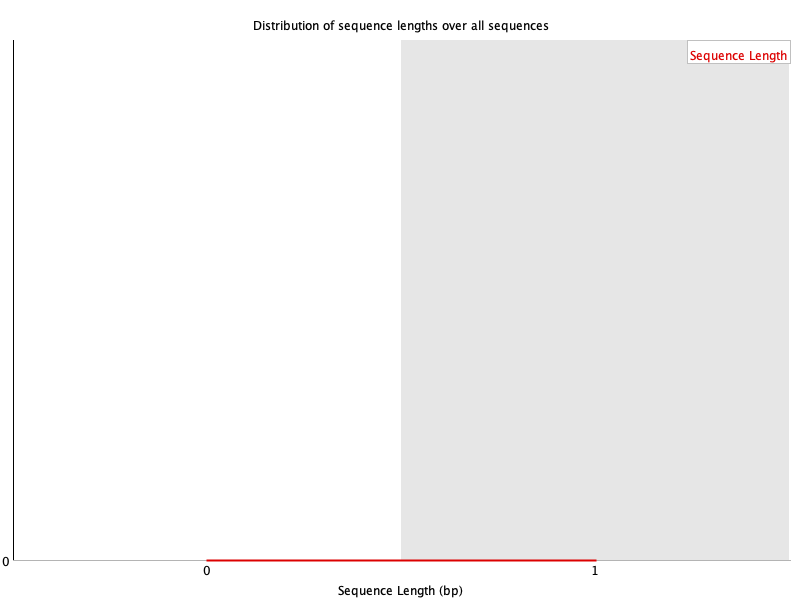 Distribution of sequence lengths over all sequences
Sequence Length
0
0 1
Sequence Length (bp)